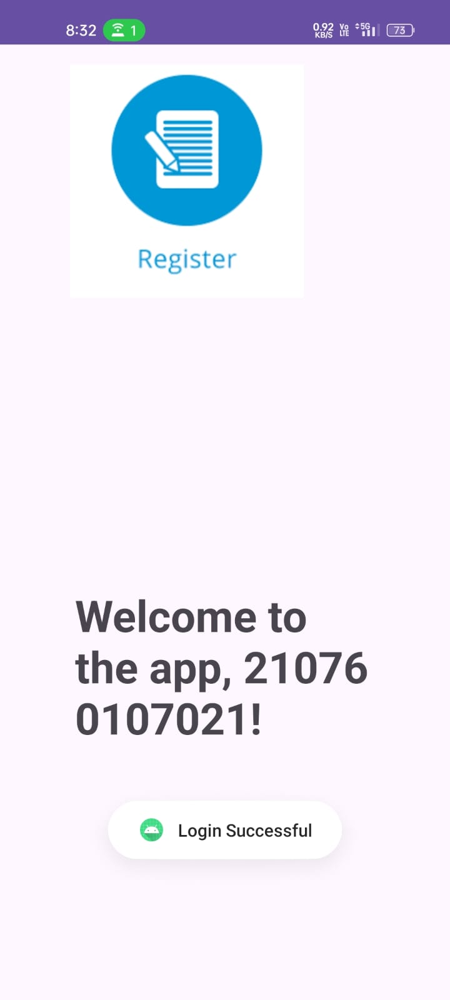 8:32 1 0.92 KB/S Vo LTE 5G 73
Register
Welcome to
the app, 21076
0107021!
Login Successful